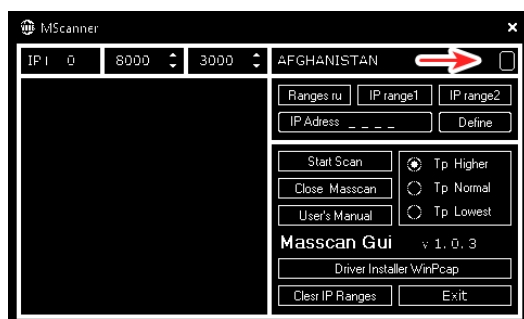 MScanner
IP: 0 8000 3000 AFGHANISTAN
Ranges ru IP range1 IP range2
IP Adress _ _ _ _ Define
Start Scan Tp Higher
Close Masscan Tp Normal
User's Manual Tp Lowest
Masscan Gui v 1.0.3
Driver Installer WinPcap
Clesr IP Ranges Exit